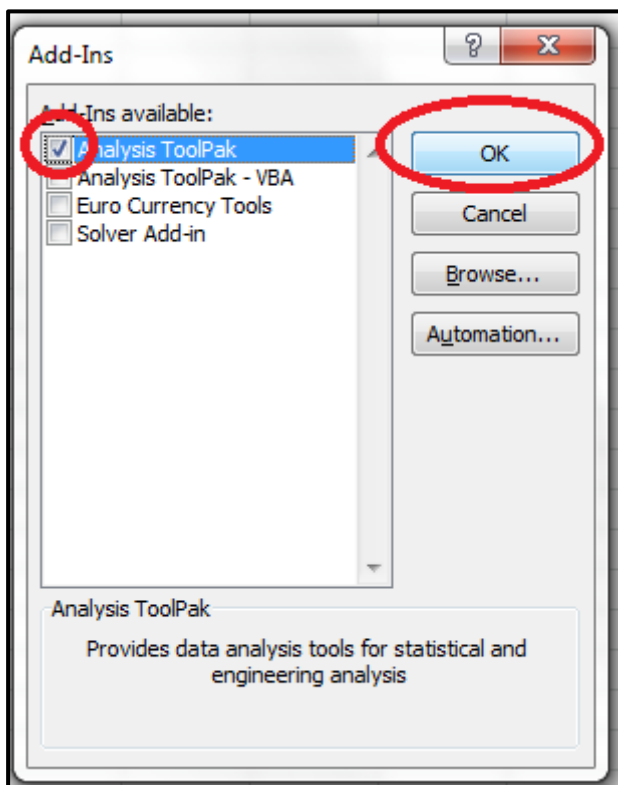 Add-Ins
Add-Ins available:
Analysis ToolPak
Analysis ToolPak - VBA
Euro Currency Tools
Solver Add-in
OK
Cancel
Browse...
Automation...
Analysis ToolPak
Provides data analysis tools for statistical and
engineering analysis